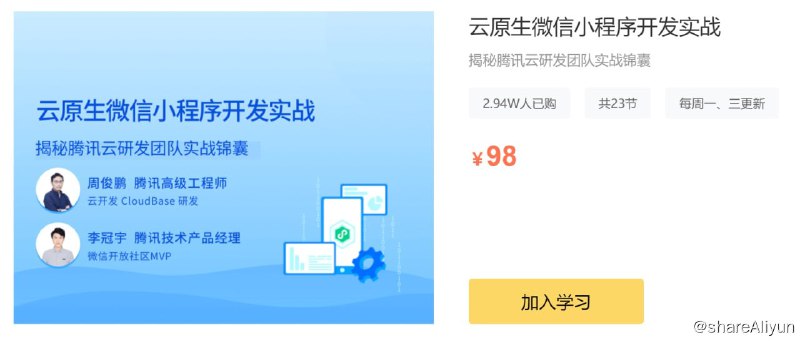 云原生微信小程序开发实战
揭秘腾讯云研发团队实战锦囊
周俊鹏 腾讯高级工程师
云开发 CloudBase 研发
李冠宇 腾讯技术产品经理
微信开放社区MVP
云原生微信小程序开发实战
揭秘腾讯云研发团队实战锦囊
2.94W人已购 共23节 每周一、三更新
¥98
加入学习
@shareAliyun